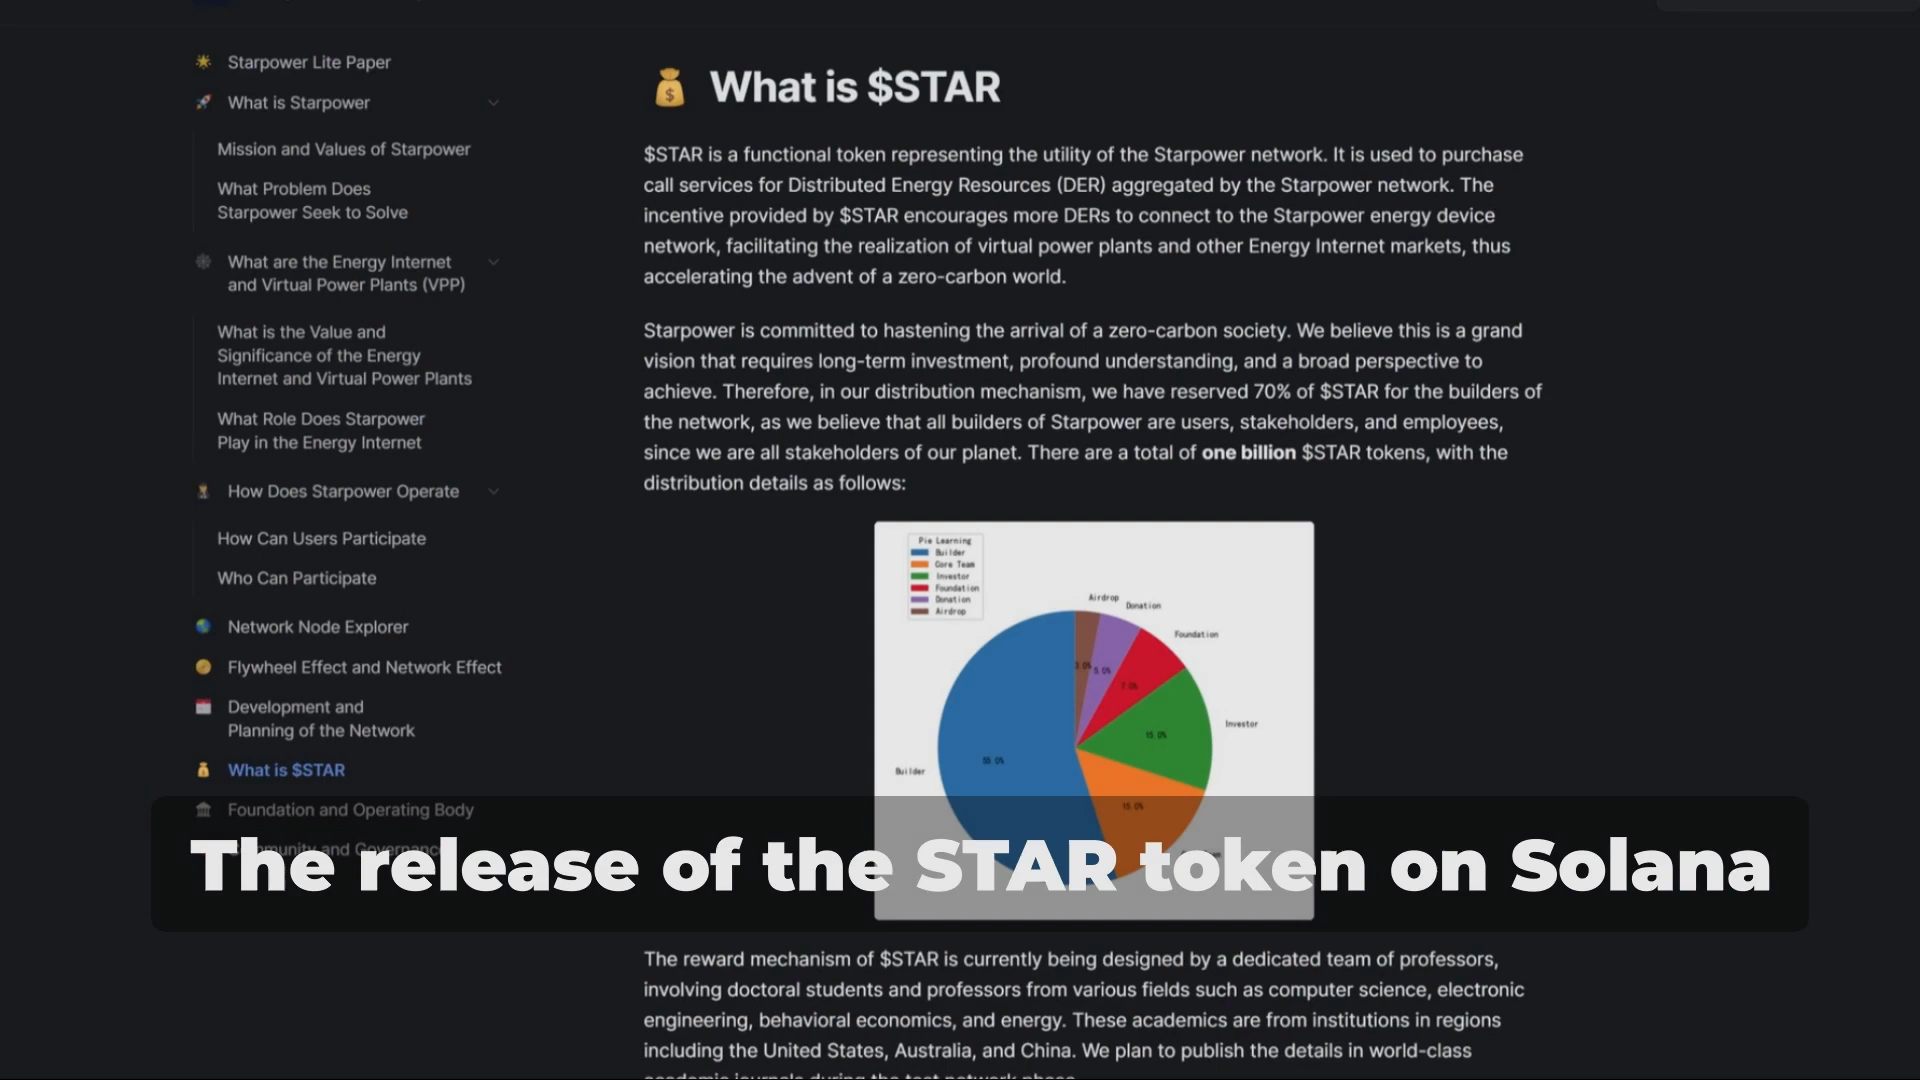 Starpower Lite Paper
What is Starpower
Mission and Values of Starpower
What Problem Does
Starpower Seek to Solve
What are the Energy Internet
and Virtual Power Plants (VPP)
What is the Value and
Significance of the Energy
Internet and Virtual Power Plants
What Role Does Starpower
Play in the Energy Internet
How Does Starpower Operate
How Can Users Participate
Who Can Participate
Network Node Explorer
Flywheel Effect and Network Effect
Development and
Planning of the Network
What is $STAR
Foundation and Operating Body
What is $STAR
$STAR is a functional token representing the utility of the Starpower network. It is used to purchase
call services for Distributed Energy Resources (DER) aggregated by the Starpower network. The
incentive provided by $STAR encourages more DERs to connect to the Starpower energy device
network, facilitating the realization of virtual power plants and other Energy Internet markets, thus
accelerating the advent of a zero-carbon world.
Starpower is committed to hastening the arrival of a zero-carbon society. We believe this is a grand
vision that requires long-term investment, profound understanding, and a broad perspective to
achieve. Therefore, in our distribution mechanism, we have reserved 70% of $STAR for the builders of
the network, as we believe that all builders of Starpower are users, stakeholders, and employees,
since we are all stakeholders of our planet. There are a total of one billion $STAR tokens, with the
distribution details as follows:
Pie Learning
Builder
Core Team
Investor
Foundation
Donation
Airdrop
Airdrop
Donation
Foundation
Investor
Builder
3.0%
5.0%
7.0%
15.0%
55.0%
15.0%
The release of the STAR token on Solana
The reward mechanism of $STAR is currently being designed by a dedicated team of professors,
involving doctoral students and professors from various fields such as computer science, electronic
engineering, behavioral economics, and energy. These academics are from institutions in regions
including the United States, Australia, and China. We plan to publish the details in world-class